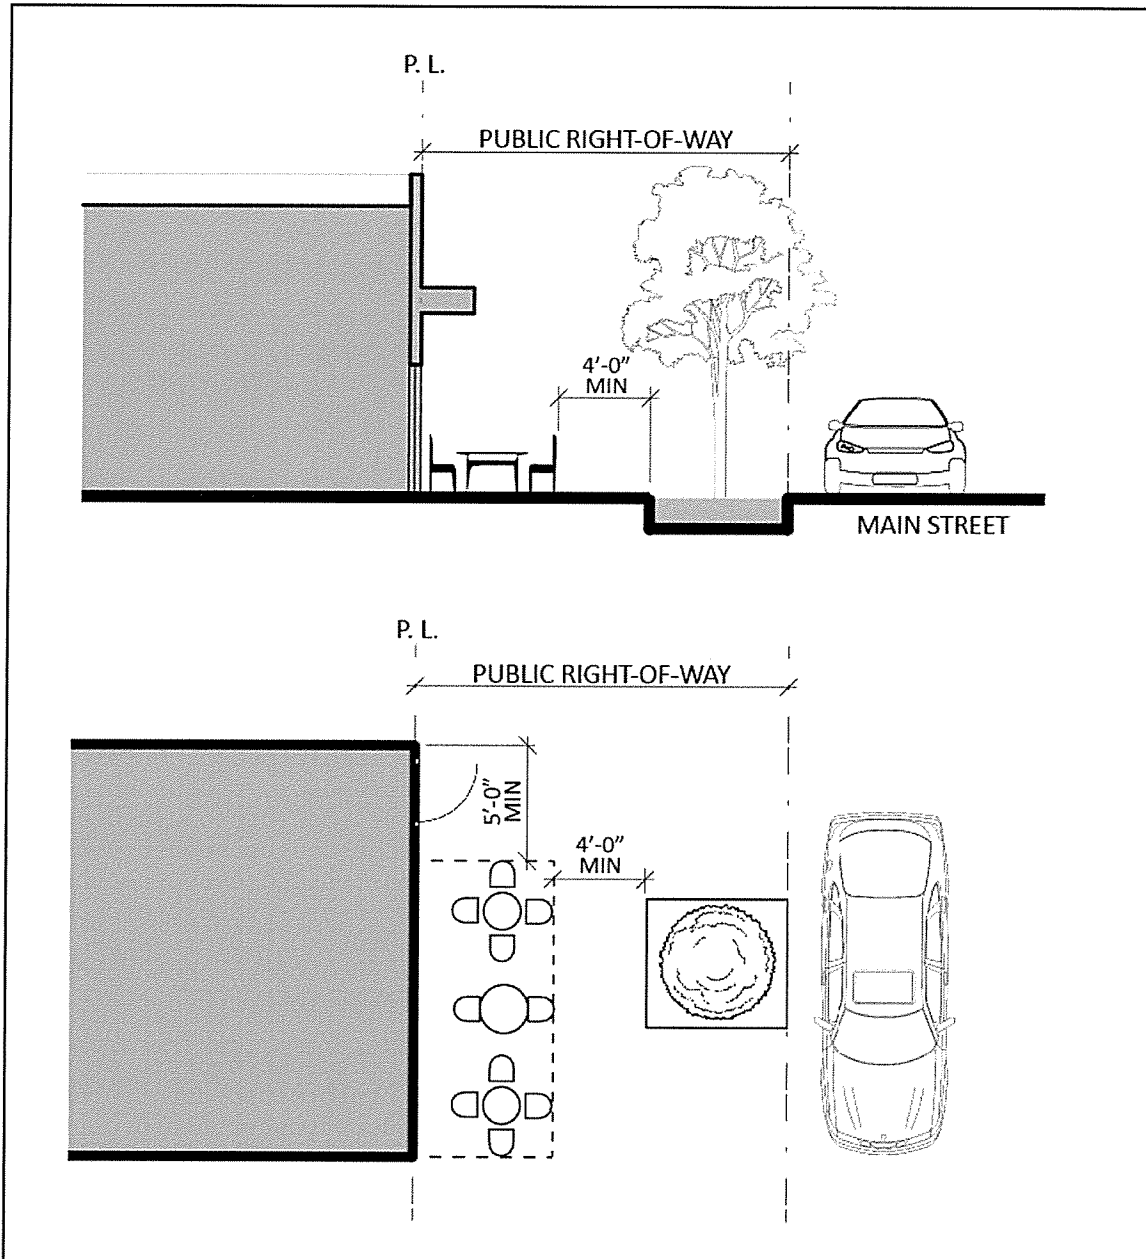 P. L.
PUBLIC RIGHT-OF-WAY
4’-0”
MIN
MAIN STREET
P. L.
PUBLIC RIGHT-OF-WAY
5’-0”
MIN
4’-0”
MIN